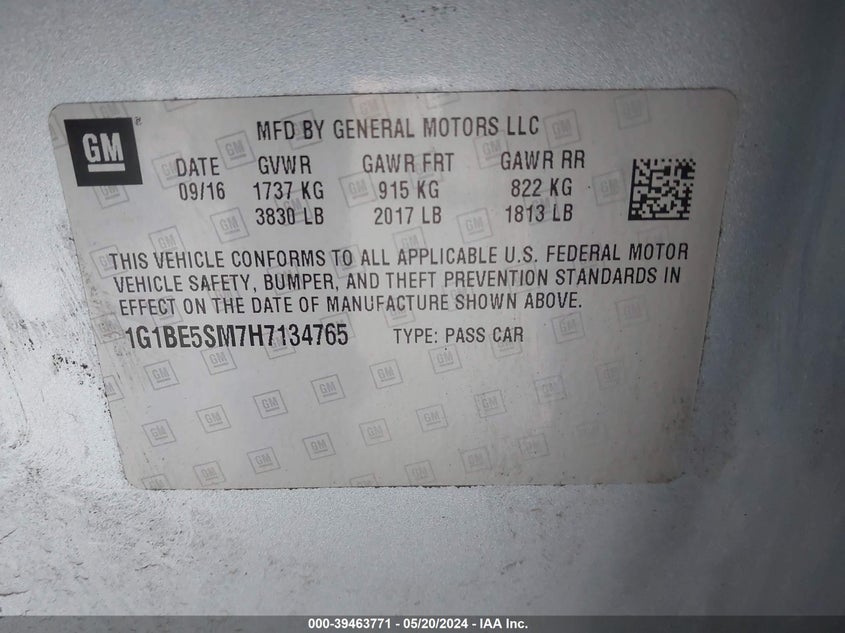 GM
MFD BY GENERAL MOTORS LLC
DATE GVWR GAWR FRT GAWR RR
09/16 1737 KG 915 KG 822 KG
3830 LB 2017 LB 1813 LB
THIS VEHICLE CONFORMS TO ALL APPLICABLE U.S. FEDERAL MOTOR
VEHICLE SAFETY, BUMPER, AND THEFT PREVENTION STANDARDS IN
EFFECT ON THE DATE OF MANUFACTURE SHOWN ABOVE.
1G1BE5SM7H7134765 TYPE: PASS CAR
000-39463771 - 05/20/2024 - IAA Inc.